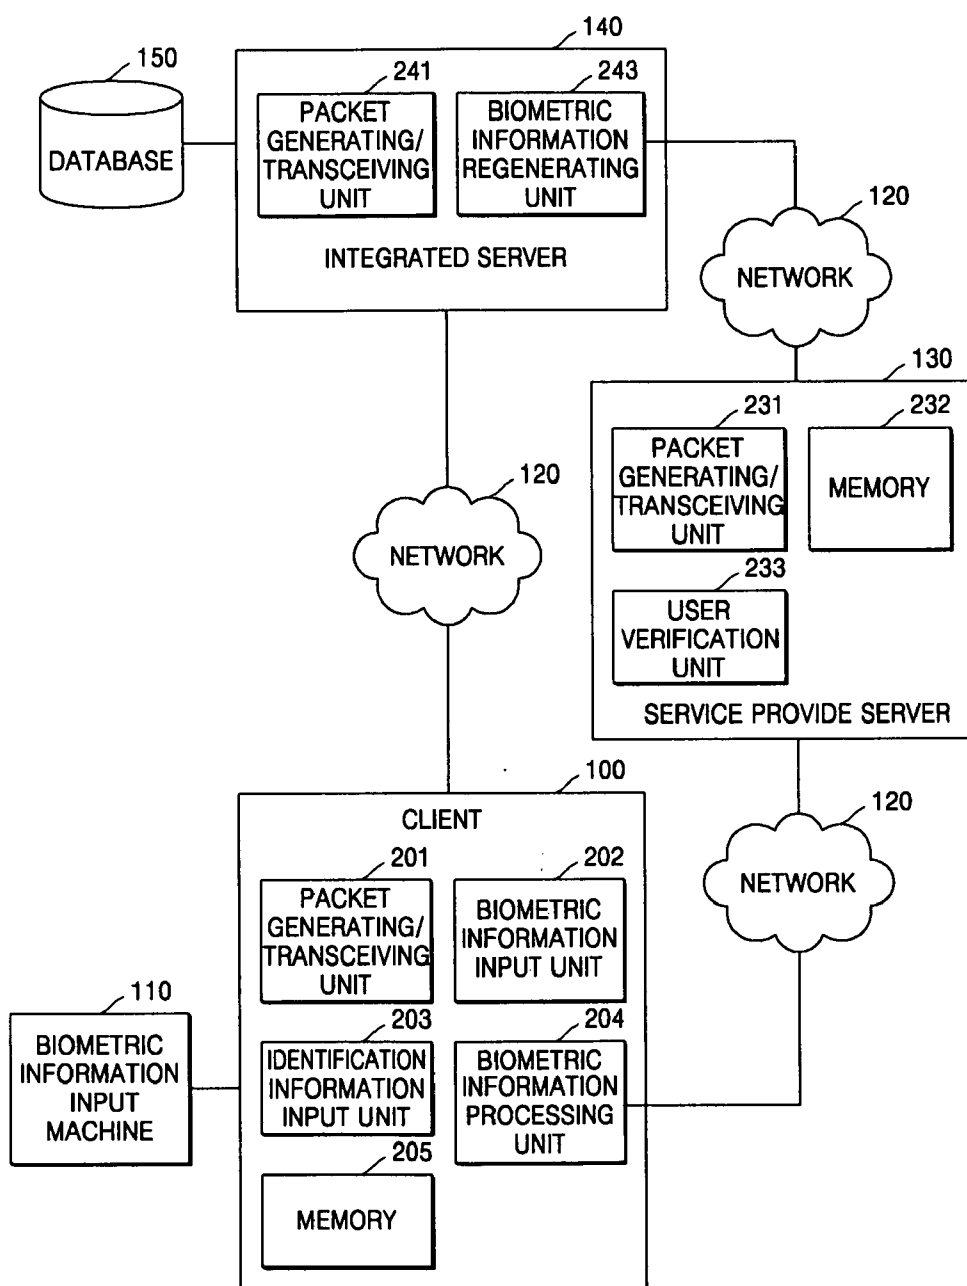 140
150
241
243
PACKET
GENERATING/
TRANSCEIVING
UNIT
BIOMETRIC
INFORMATION
REGENERATING
UNIT
DATABASE
INTEGRATED SERVER
120
NETWORK
130
231
232
PACKET
GENERATING/
TRANSCEIVING
UNIT
MEMORY
120
NETWORK
233
USER
VERIFICATION
UNIT
SERVICE PROVIDE SERVER
100
CLIENT
120
NETWORK
201
202
PACKET
GENERATING/
TRANSCEIVING
UNIT
BIOMETRIC
INFORMATION
INPUT UNIT
110
BIOMETRIC
INFORMATION
INPUT
MACHINE
203
204
IDENTIFICATION
INFORMATION
INPUT UNIT
BIOMETRIC
INFORMATION
PROCESSING
UNIT
205
MEMORY